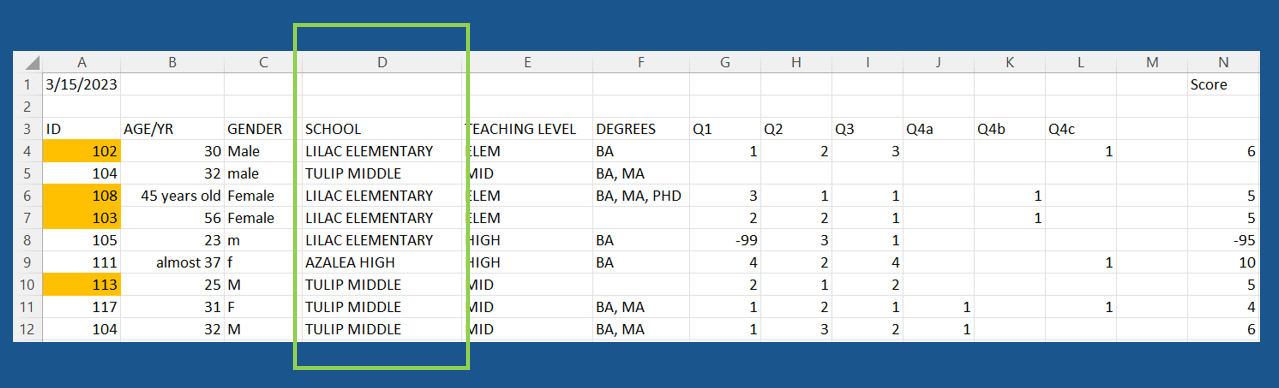 A B C D E F G H I J K L M N
1 3/15/2023 Score
2
3 ID AGE/YR GENDER SCHOOL TEACHING LEVEL DEGREES Q1 Q2 Q3 Q4a Q4b Q4c
4 102 30 Male LILAC ELEMENTARY ELEM BA 1 2 3 1 6
5 104 32 male TULIP MIDDLE MID BA, MA
6 108 45 years old Female LILAC ELEMENTARY ELEM BA, MA, PHD 3 1 1 1 5
7 103 56 Female LILAC ELEMENTARY ELEM 2 2 1 1 5
8 105 23 m LILAC ELEMENTARY HIGH BA -99 3 1 -95
9 111 almost 37 f AZALEA HIGH HIGH BA 4 2 4 1 10
10 113 25 M TULIP MIDDLE MID 2 1 2 5
11 117 31 F TULIP MIDDLE MID BA, MA 1 2 1 1 1 4
12 104 32 M TULIP MIDDLE MID BA, MA 1 3 2 1 6